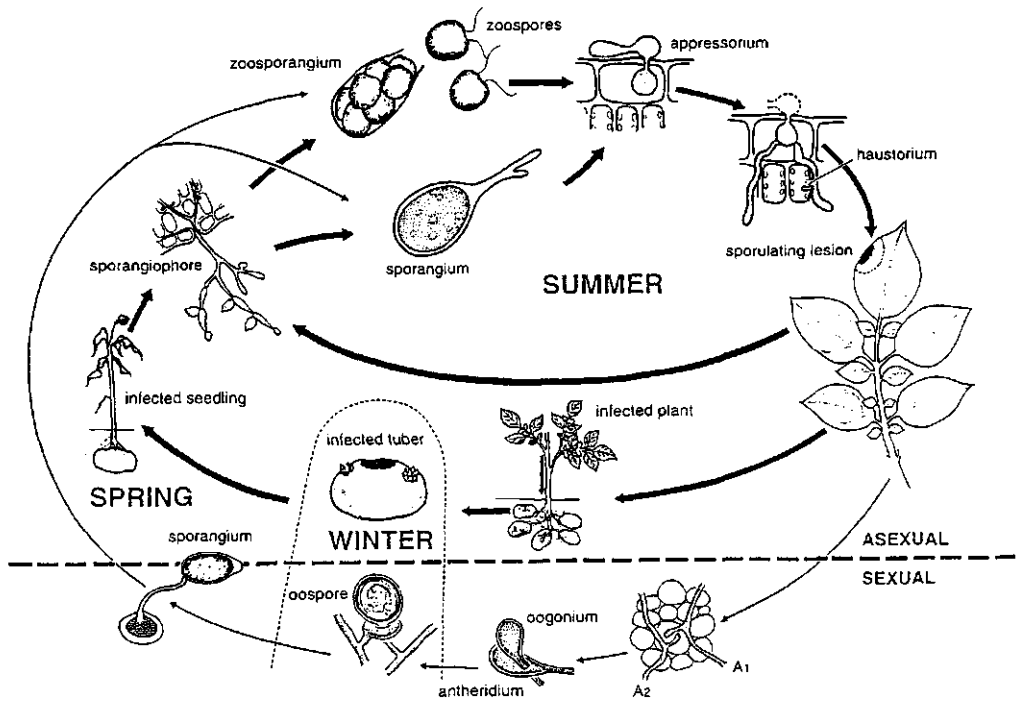 zoospores
appressorium
zoosporangium
haustorium
sporangiophore
sporangium
sporulating lesion
SUMMER
infected seedling
infected plant
infected tuber
SPRING
WINTER
sporangium
ASEXUAL
SEXUAL
oospore
oogonium
A1
A2
antheridium